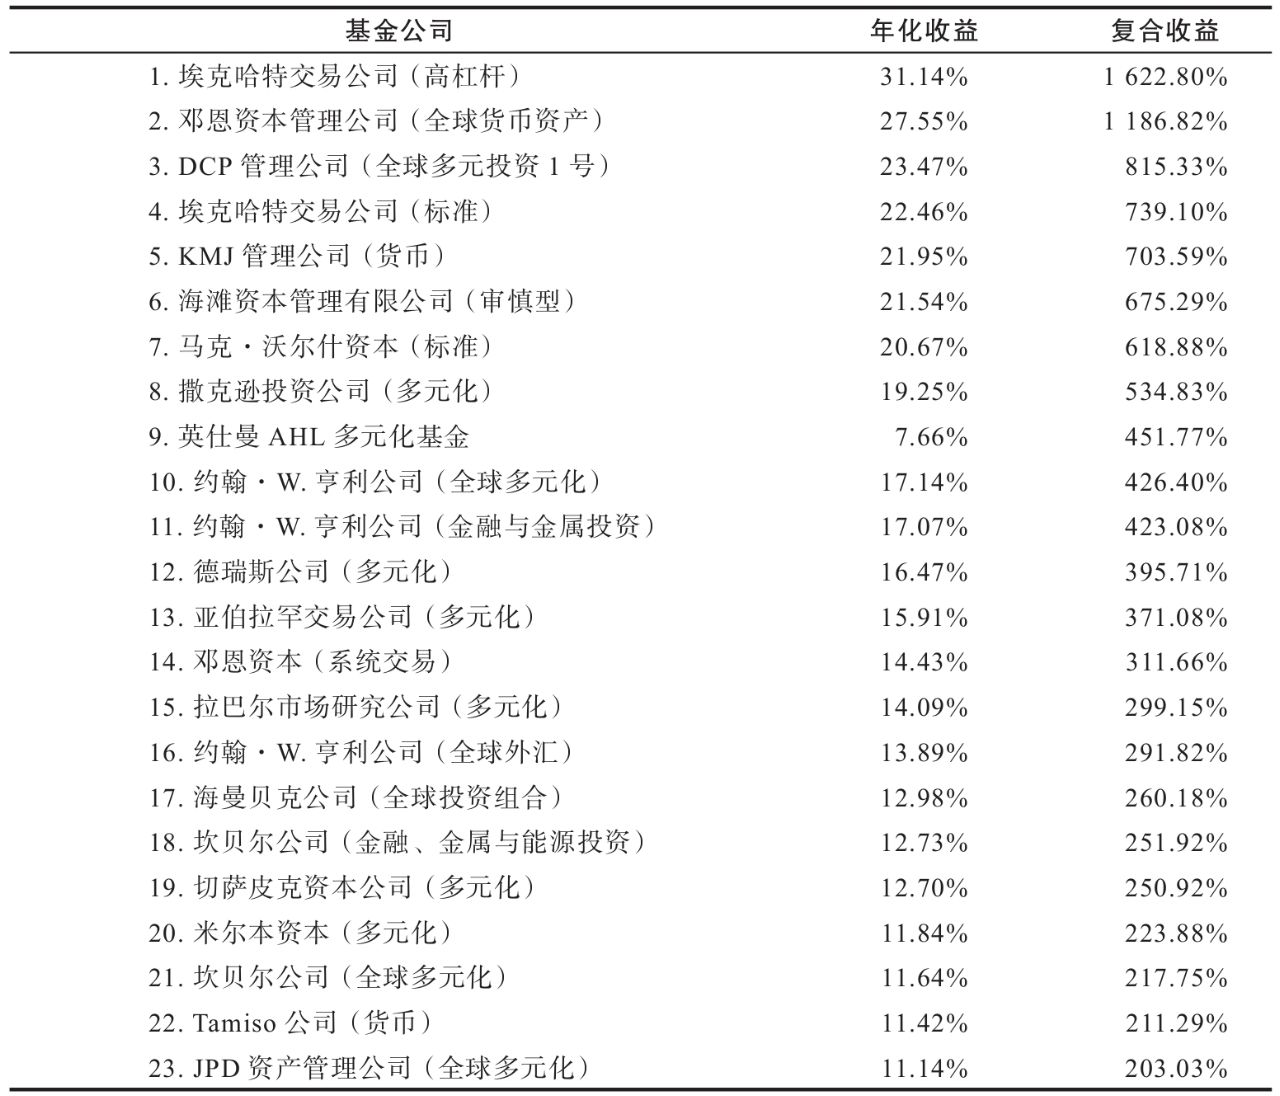 基金公司 年化收益 复合收益
1. 埃克哈特交易公司（高杠杆） 31.14% 1 622.80%
2. 邓恩资本管理公司（全球货币资产） 27.55% 1 186.82%
3. DCP 管理公司（全球多元投资 1 号） 23.47% 815.33%
4. 埃克哈特交易公司（标准） 22.46% 739.10%
5. KMJ 管理公司（货币） 21.95% 703.59%
6. 海滩资本管理有限公司（审慎型） 21.54% 675.29%
7. 马克·沃尔什资本（标准） 20.67% 618.88%
8. 撒克逊投资公司（多元化） 19.25% 534.83%
9. 英仕曼 AHL 多元化基金 7.66% 451.77%
10. 约翰·W. 亨利公司（全球多元化） 17.14% 426.40%
11. 约翰·W. 亨利公司（金融与金属投资） 17.07% 423.08%
12. 德瑞斯公司（多元化） 16.47% 395.71%
13. 亚伯拉罕交易公司（多元化） 15.91% 371.08%
14. 邓恩资本（系统交易） 14.43% 311.66%
15. 拉巴尔市场研究公司（多元化） 14.09% 299.15%
16. 约翰·W. 亨利公司（全球外汇） 13.89% 291.82%
17. 海曼贝克公司（全球投资组合） 12.98% 260.18%
18. 坎贝尔公司（金融、金属与能源投资） 12.73% 251.92%
19. 切萨皮克资本公司（多元化） 12.70% 250.92%
20. 米尔本资本（多元化） 11.84% 223.88%
21. 坎贝尔公司（全球多元化） 11.64% 217.75%
22. Tamiso 公司（货币） 11.42% 211.29%
23. JPD 资产管理公司（全球多元化） 11.14% 203.03%